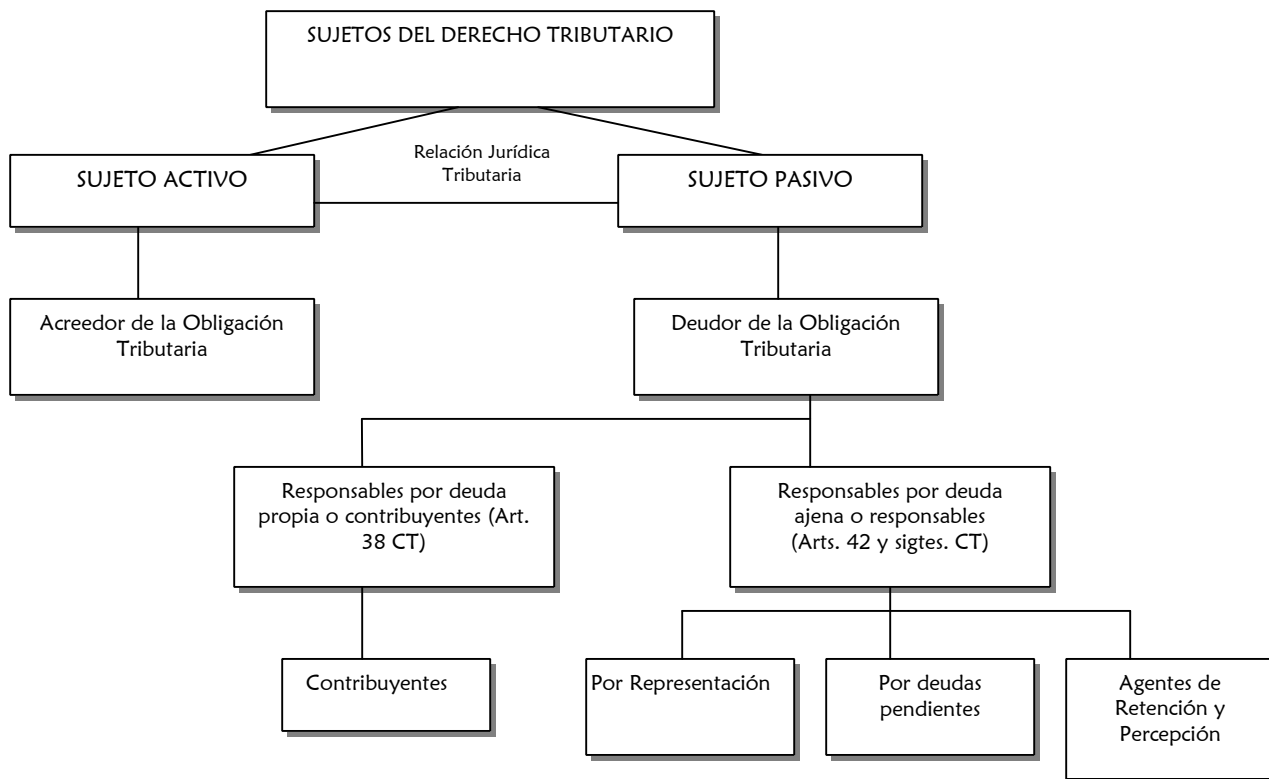 SUJETOS DEL DERECHO TRIBUTARIO
Relación Jurídica
Tributaria
SUJETO ACTIVO
SUJETO PASIVO
Acreedor de la Obligación
Tributaria
Deudor de la Obligación
Tributaria
Responsables por deuda
propia o contribuyentes (Art.
38 CT)
Responsables por deuda
ajena o responsables
(Arts. 42 y sigtes. CT)
Contribuyentes
Por Representación
Por deudas
pendientes
Agentes de
Retención y
Percepción